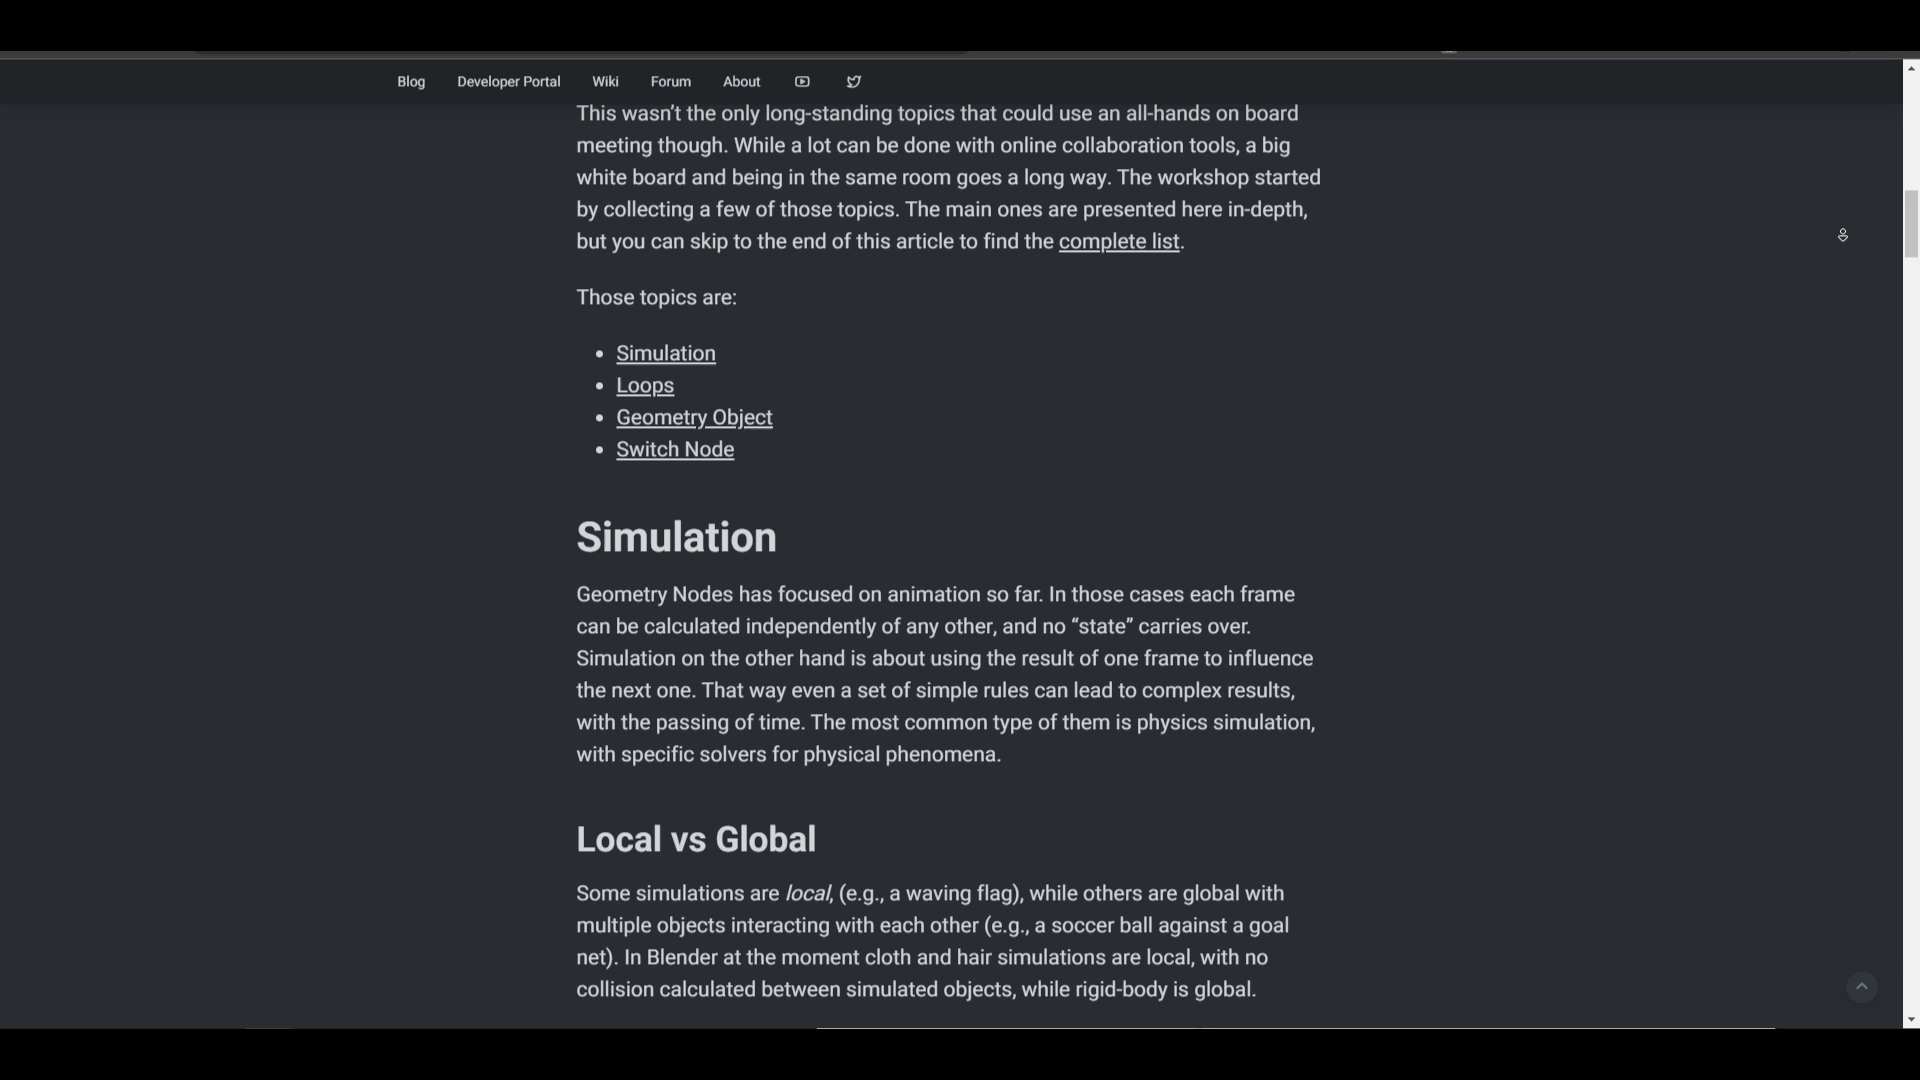 Blog Developer Portal Wiki Forum About
This wasn’t the only long-standing topics that could use an all-hands on board
meeting though. While a lot can be done with online collaboration tools, a big
white board and being in the same room goes a long way. The workshop started
by collecting a few of those topics. The main ones are presented here in-depth,
but you can skip to the end of this article to find the complete list.
Those topics are:
• Simulation
• Loops
• Geometry Object
• Switch Node
Simulation
Geometry Nodes has focused on animation so far. In those cases each frame
can be calculated independently of any other, and no “state” carries over.
Simulation on the other hand is about using the result of one frame to influence
the next one. That way even a set of simple rules can lead to complex results,
with the passing of time. The most common type of them is physics simulation,
with specific solvers for physical phenomena.
Local vs Global
Some simulations are local, (e.g., a waving flag), while others are global with
multiple objects interacting with each other (e.g., a soccer ball against a goal
net). In Blender at the moment cloth and hair simulations are local, with no
collision calculated between simulated objects, while rigid-body is global.